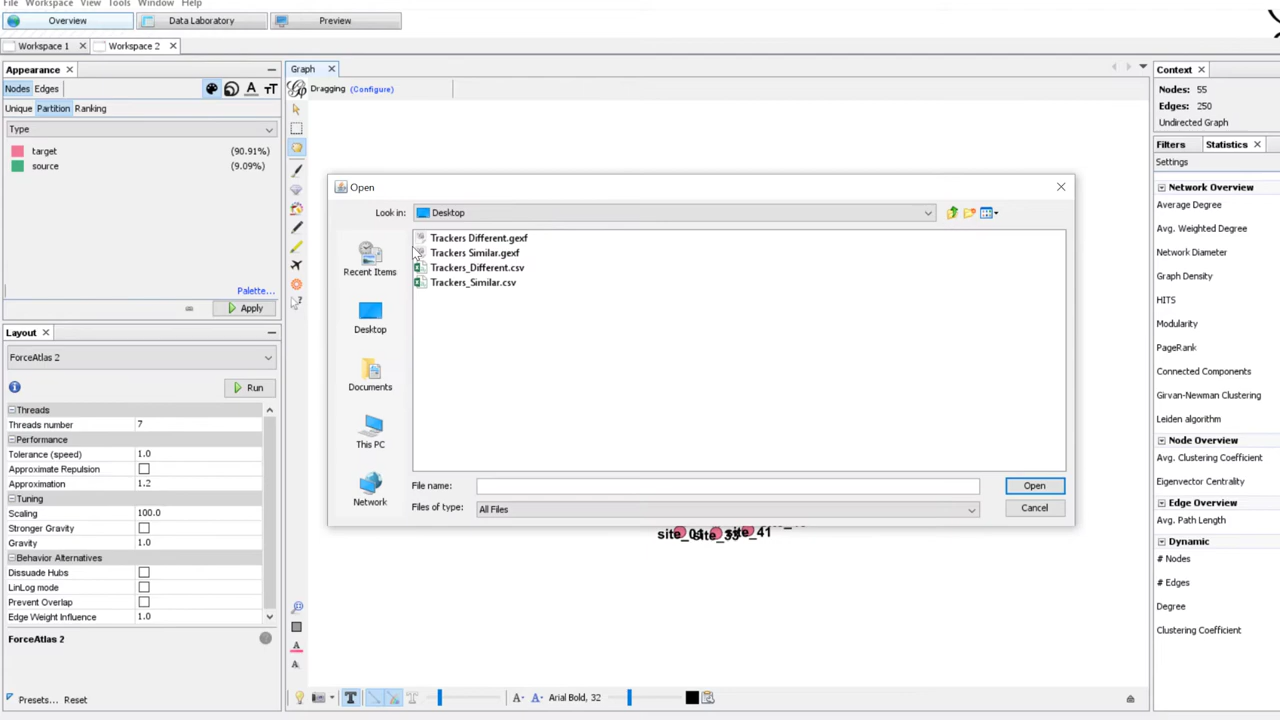 File Workspace View Tools Window Help
Overview Data Laboratory Preview
Workspace 1 Workspace 2
Appearance
Nodes Edges
Unique Partition Ranking
Type
target (90.91%)
source (9.09%)
Palette...
Apply
Layout
ForceAtlas 2
Run
Threads
Threads number 7
Performance
Tolerance (speed) 1.0
Approximate Repulsion
Approximation 1.2
Tuning
Scaling 100.0
Stronger Gravity
Gravity 1.0
Behavior Alternatives
Dissuade Hubs
LinLog mode
Prevent Overlap
Edge Weight Influence 1.0
ForceAtlas 2
Presets... Reset
Graph
Dragging (Configure)
Open
Look in: Desktop
Recent Items
Desktop
Documents
This PC
Network
Trackers Different.gexf
Trackers Similar.gexf
Trackers_Different.csv
Trackers_Similar.csv
File name: Open
Files of type: All Files Cancel
site_41
Arial Bold, 32
Context
Nodes: 55
Edges: 250
Undirected Graph
Filters Statistics
Settings
Network Overview
Average Degree
Avg. Weighted Degree
Network Diameter
Graph Density
HITS
Modularity
PageRank
Connected Components
Girvan-Newman Clustering
Leiden algorithm
Node Overview
Avg. Clustering Coefficient
Eigenvector Centrality
Edge Overview
Avg. Path Length
Dynamic
# Nodes
# Edges
Degree
Clustering Coefficient